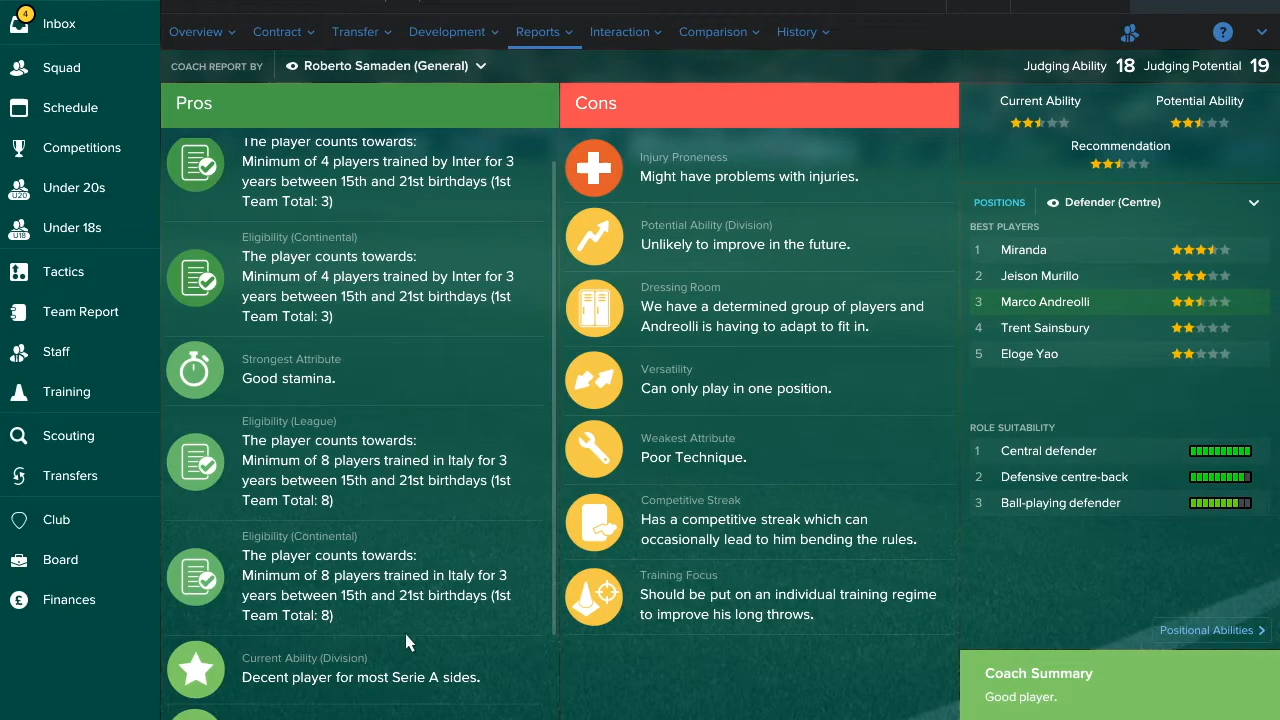 4
Inbox
Squad
Schedule
Competitions
U20
Under 20s
U18
Under 18s
Tactics
Team Report
Staff
Training
Scouting
Transfers
Club
Board
£
Finances
Overview
Contract
Transfer
Development
Reports
Interaction
Comparison
History
?
COACH REPORT BY
Roberto Samaden (General)
Judging Ability 18 Judging Potential 19
Pros
The player counts towards:
Minimum of 4 players trained by Inter for 3
years between 15th and 21st birthdays (1st
Team Total: 3)
Eligibility (Continental)
The player counts towards:
Minimum of 4 players trained by Inter for 3
years between 15th and 21st birthdays (1st
Team Total: 3)
Strongest Attribute
Good stamina.
Eligibility (League)
The player counts towards:
Minimum of 8 players trained in Italy for 3
years between 15th and 21st birthdays (1st
Team Total: 8)
Eligibility (Continental)
The player counts towards:
Minimum of 8 players trained in Italy for 3
years between 15th and 21st birthdays (1st
Team Total: 8)
Current Ability (Division)
Decent player for most Serie A sides.
Cons
Injury Proneness
Might have problems with injuries.
Potential Ability (Division)
Unlikely to improve in the future.
Dressing Room
We have a determined group of players and
Andreolli is having to adapt to fit in.
Versatility
Can only play in one position.
Weakest Attribute
Poor Technique.
Competitive Streak
Has a competitive streak which can
occasionally lead to him bending the rules.
Training Focus
Should be put on an individual training regime
to improve his long throws.
Current Ability
Potential Ability
Recommendation
POSITIONS
Defender (Centre)
BEST PLAYERS
1 Miranda
2 Jeison Murillo
3 Marco Andreolli
4 Trent Sainsbury
5 Eloge Yao
ROLE SUITABILITY
1 Central defender
2 Defensive centre-back
3 Ball-playing defender
Positional Abilities
Coach Summary
Good player.